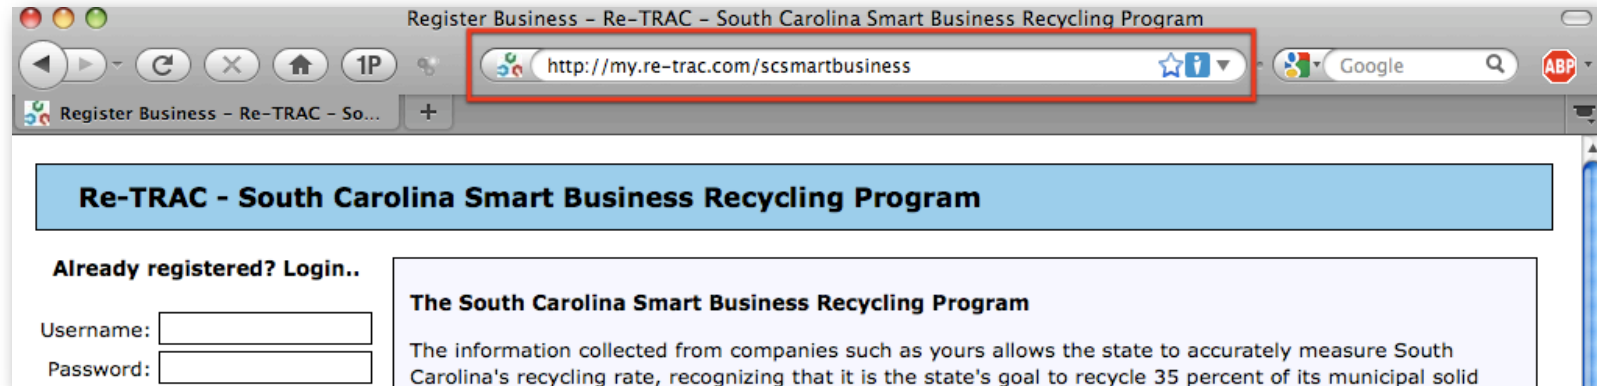 Register Business – Re-TRAC – South Carolina Smart Business Recycling Program
1P
http://my.re-trac.com/scsmartbusiness
Google
ABP
Register Business – Re-TRAC – So...
+
Re-TRAC - South Carolina Smart Business Recycling Program
Already registered? Login..
Username:
Password:
The South Carolina Smart Business Recycling Program
The information collected from companies such as yours allows the state to accurately measure South
Carolina's recycling rate, recognizing that it is the state's goal to recycle 35 percent of its municipal solid